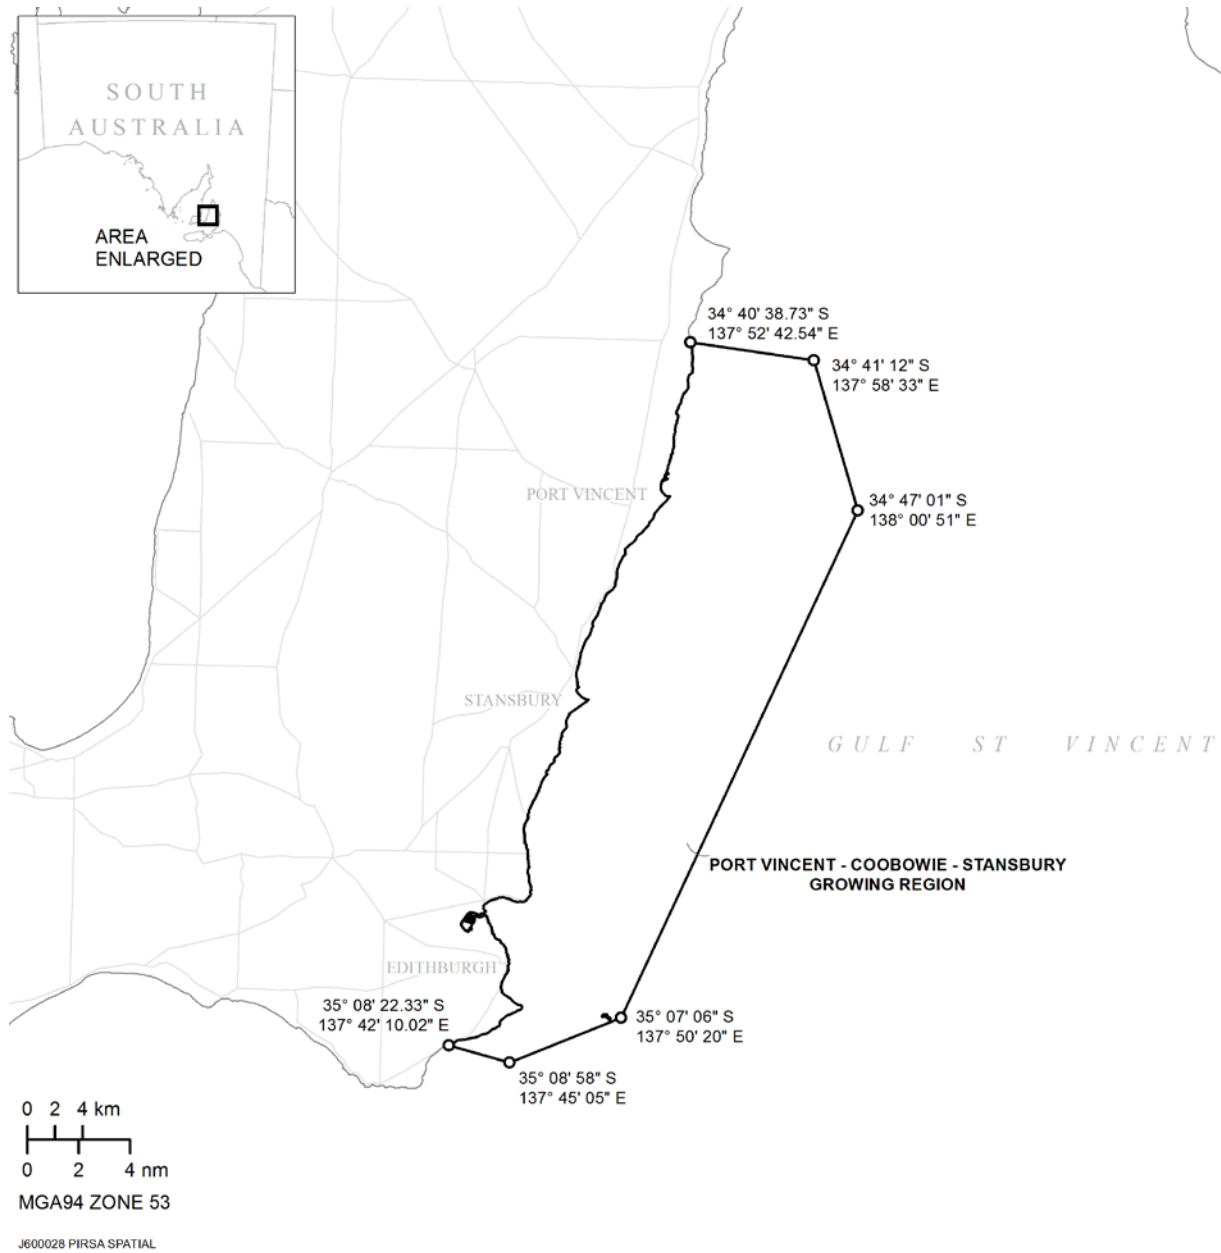 SOUTH
AUSTRALIA
AREA
ENLARGED
34° 40' 38.73" S
137° 52' 42.54" E
34° 41' 12" S
137° 58' 33" E
PORT VINCENT
34° 47' 01" S
138° 00' 51" E
STANSBURY
GULF ST VINCENT
PORT VINCENT - COOBOWIE - STANSBURY
GROWING REGION
EDITHBURGH
35° 08' 22.33" S
137° 42' 10.02" E
35° 07' 06" S
137° 50' 20" E
35° 08' 58" S
137° 45' 05" E
0 2 4 km
0 2 4 nm
MGA94 ZONE 53
J600028 PIRSA SPATIAL